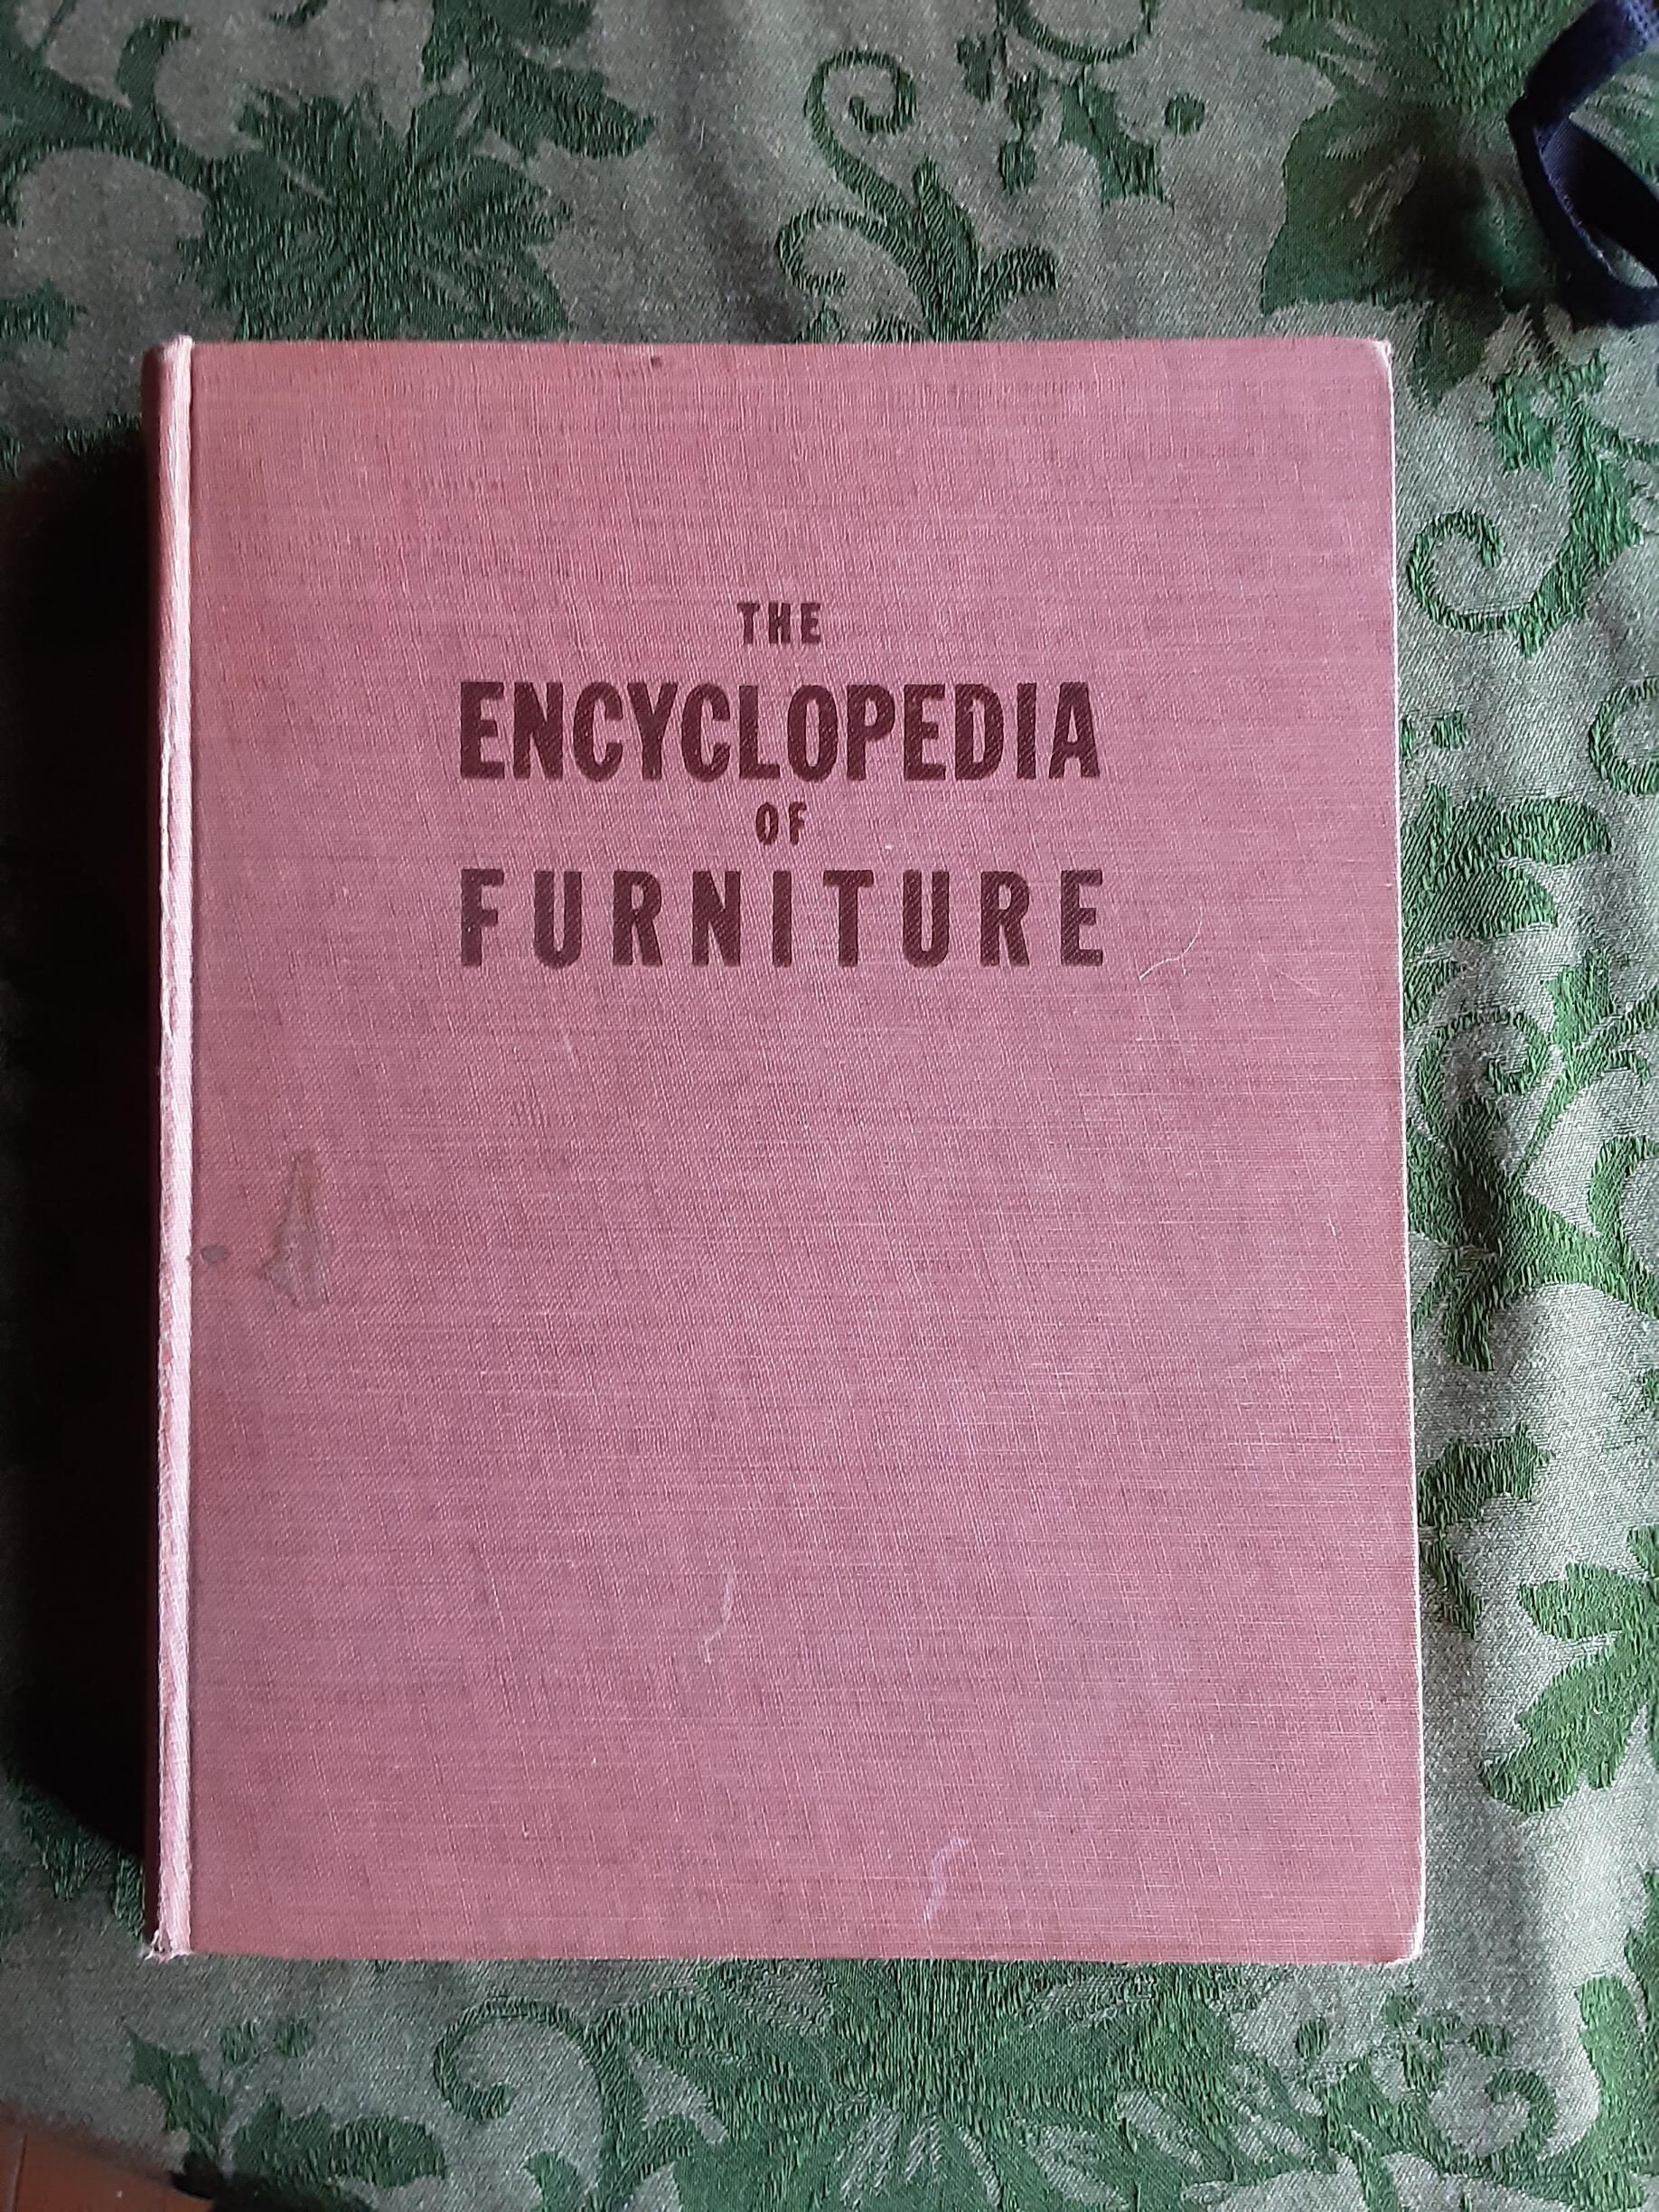 THE
ENCYCLOPEDIA
OF
FURNITURE